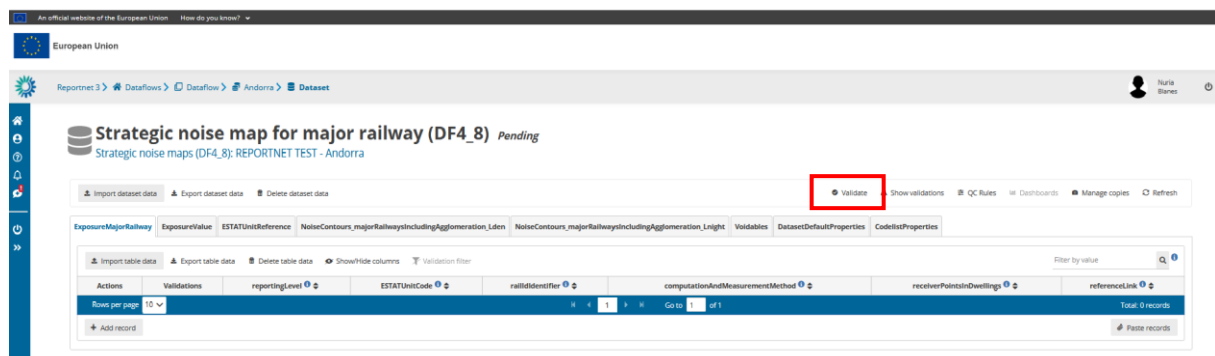 An official website of the European Union How do you know?
European Union
Reportnet 3 Dataflows Dataflow Andorra Dataset
Nuria
Blanes
Strategic noise map for major railway (DF4_8) Pending
Strategic noise maps (DF4_8): REPORTNET TEST - Andorra
Import dataset data Export dataset data Delete dataset data Validate Show validations QC Rules Dashboards Manage copies Refresh
ExposureMajorRailway ExposureValue ESTATUnitReference NoiseContours_majorRailwaysIncludingAgglomeration_Lden NoiseContours_majorRailwaysIncludingAgglomeration_Lnight Voidables DatasetDefaultProperties CodelistProperties
Import table data Export table data Delete table data Show/Hide columns Validation filter Filter by value
Actions Validations reportingLevel ESTATUnitCode railIdIdentifier computationAndMeasurementMethod receiverPointsInDwellings referenceLink
Rows per page 10 1 Go to 1 of 1 Total: 0 records
+ Add record Paste records